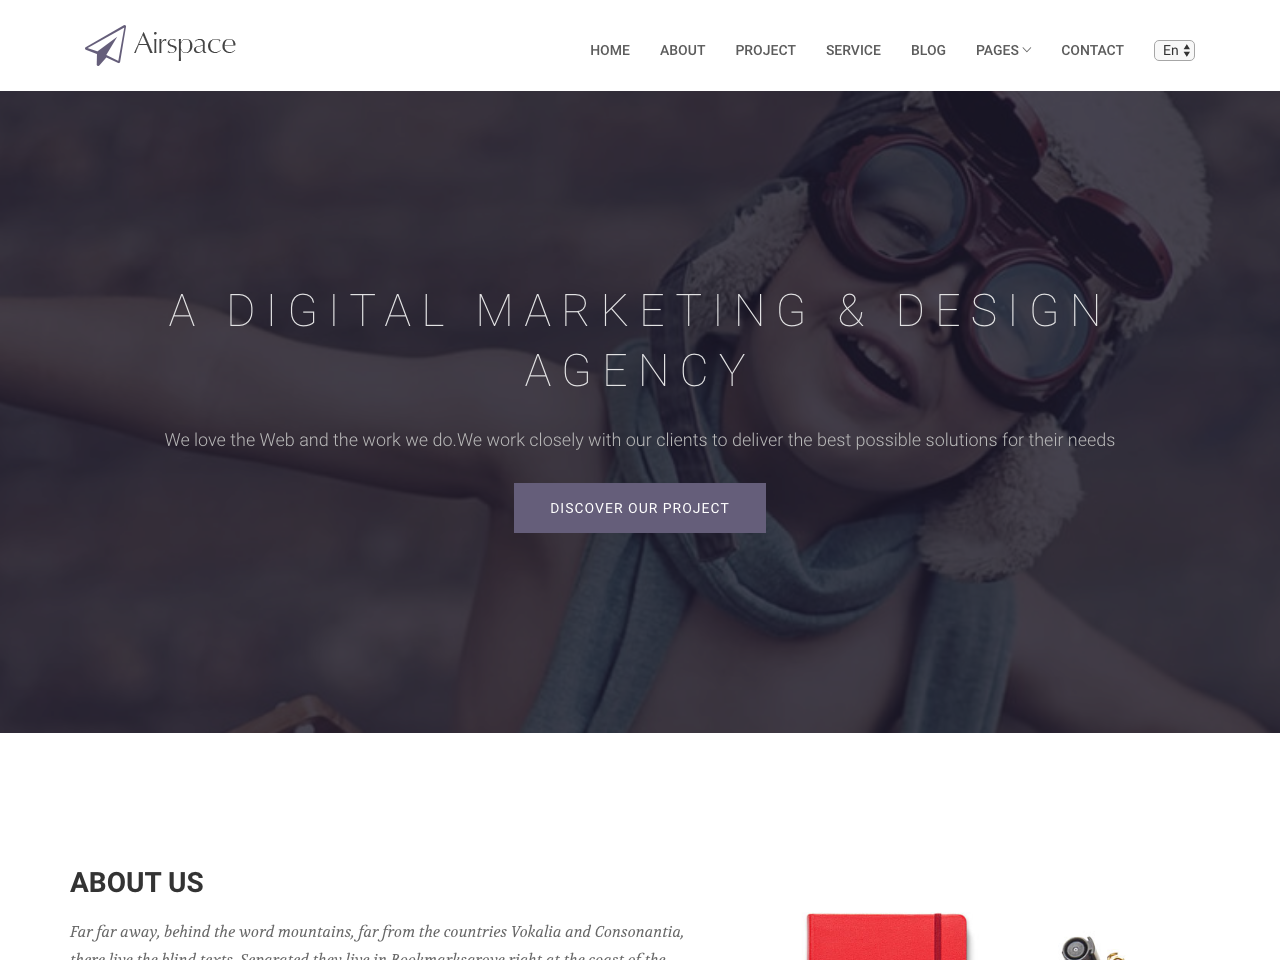 Airspace
HOME ABOUT PROJECT SERVICE BLOG PAGES CONTACT En
A DIGITAL MARKETING & DESIGN
AGENCY
We love the Web and the work we do.We work closely with our clients to deliver the best possible solutions for their needs
DISCOVER OUR PROJECT
ABOUT US
Far far away, behind the word mountains, far from the countries Vokalia and Consonantia,
there live the blind texts. Separated they live in Bookmarksgrove right at the coast of the